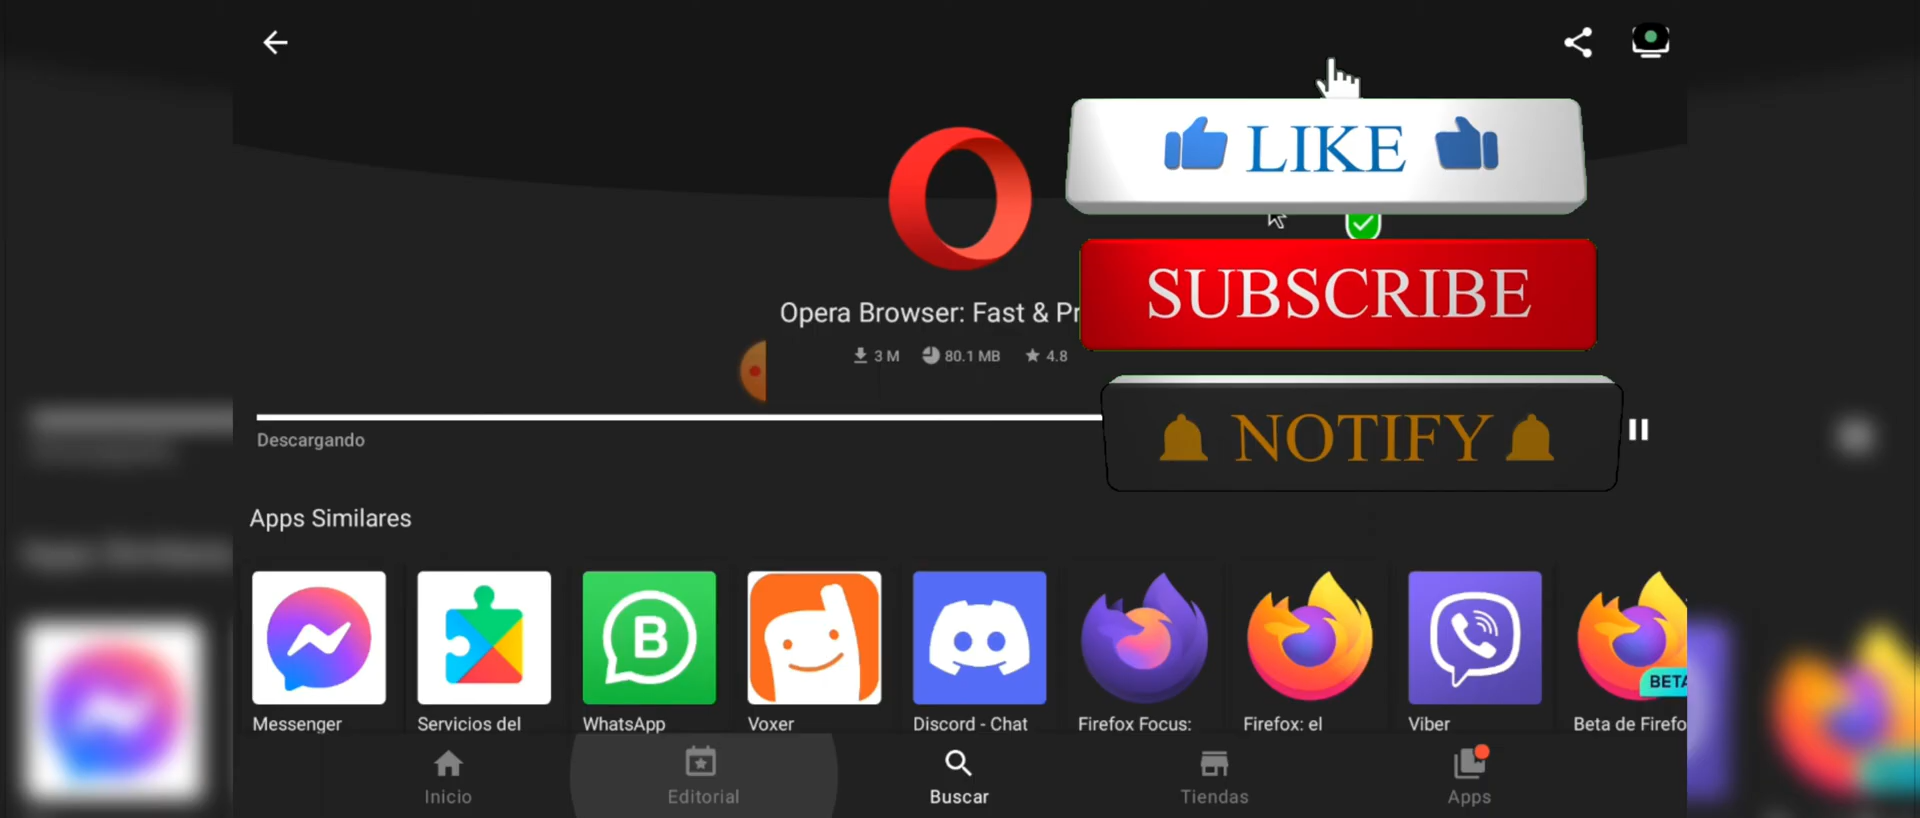 LIKE
SUBSCRIBE
Opera Browser: Fast & Pr
3 M 80.1 MB 4.8
NOTIFY
Descargando
Apps Similares
B
BETA
Messenger Servicios del WhatsApp Voxer Discord - Chat Firefox Focus: Firefox: el Viber Beta de Firefo
Inicio Editorial Buscar Tiendas Apps